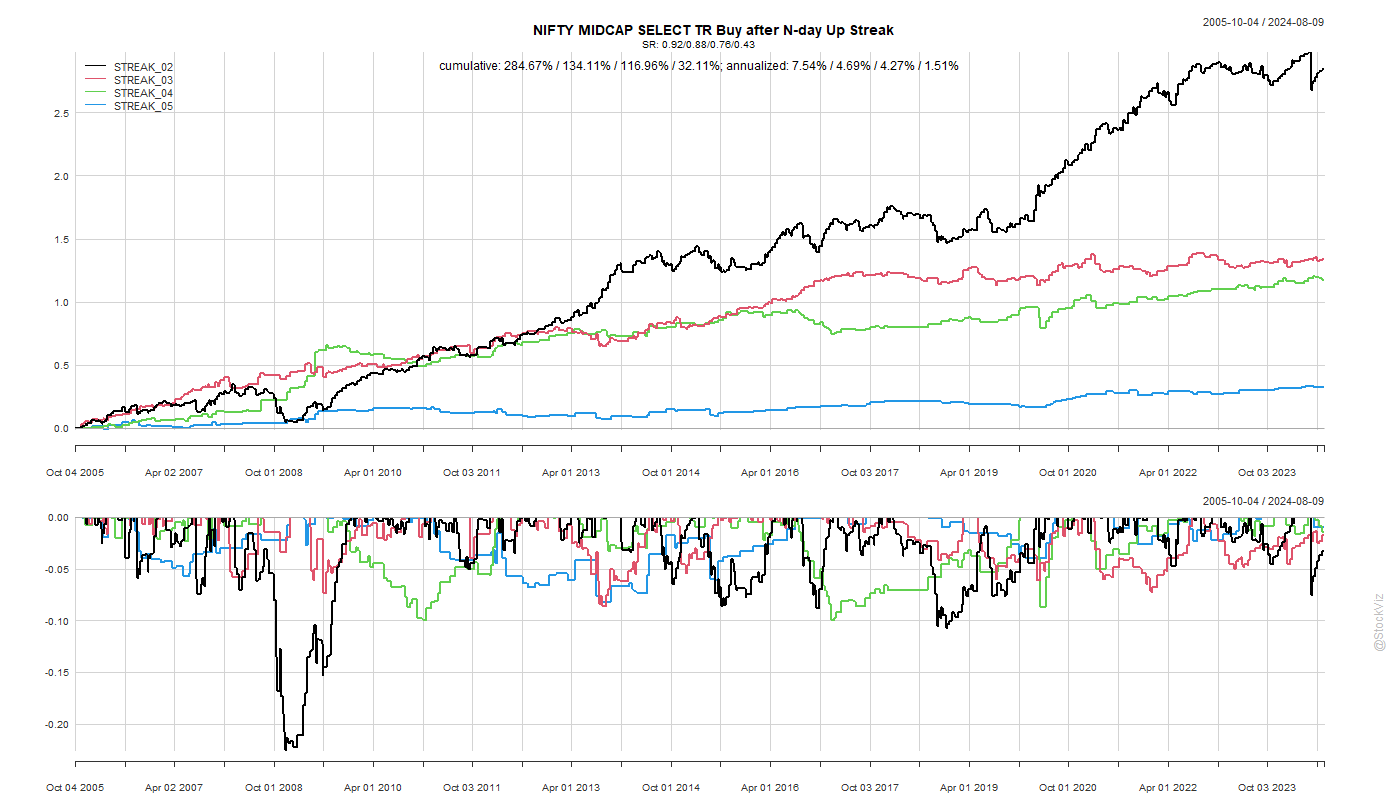 NIFTY MIDCAP SELECT TR Buy after N-day Up Streak
2005-10-04 / 2024-08-09
SR: 0.92/0.88/0.76/0.43
cumulative: 284.67% / 134.11% / 116.96% / 32.11%; annualized: 7.54% / 4.69% / 4.27% / 1.51%
STREAK_02
STREAK_03
STREAK_04
STREAK_05
2.5
2.0
1.5
1.0
0.5
0.0
Oct 04 2005 Apr 02 2007 Oct 01 2008 Apr 01 2010 Oct 03 2011 Apr 01 2013 Oct 01 2014 Apr 01 2016 Oct 03 2017 Apr 01 2019 Oct 01 2020 Apr 01 2022 Oct 03 2023
2005-10-04 / 2024-08-09
0.00
-0.05
-0.10
-0.15
-0.20
Oct 04 2005 Apr 02 2007 Oct 01 2008 Apr 01 2010 Oct 03 2011 Apr 01 2013 Oct 01 2014 Apr 01 2016 Oct 03 2017 Apr 01 2019 Oct 01 2020 Apr 01 2022 Oct 03 2023
@StockViz